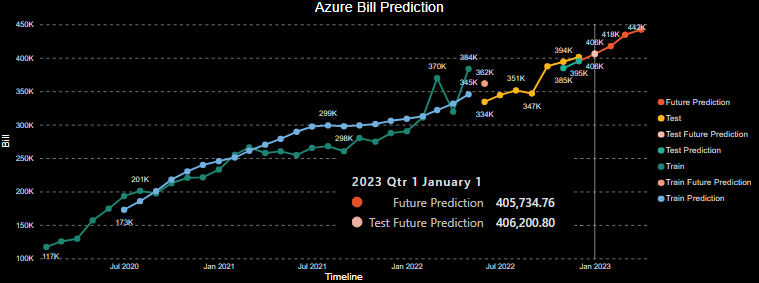 Azure Bill Prediction
450K
400K
350K
300K
250K
200K
150K
100K
Bill
117K
173K
201K
299K
298K
370K
384K
345K
362K
334K
351K
347K
394K
385K
395K
406K
406K
418K
442K
2023 Qtr 1 January 1
Future Prediction 405,734.76
Test Future Prediction 406,200.80
Future Prediction
Test
Test Future Prediction
Test Prediction
Train
Train Future Prediction
Train Prediction
Jul 2020
Jan 2021
Jul 2021
Jan 2022
Jul 2022
Jan 2023
Timeline